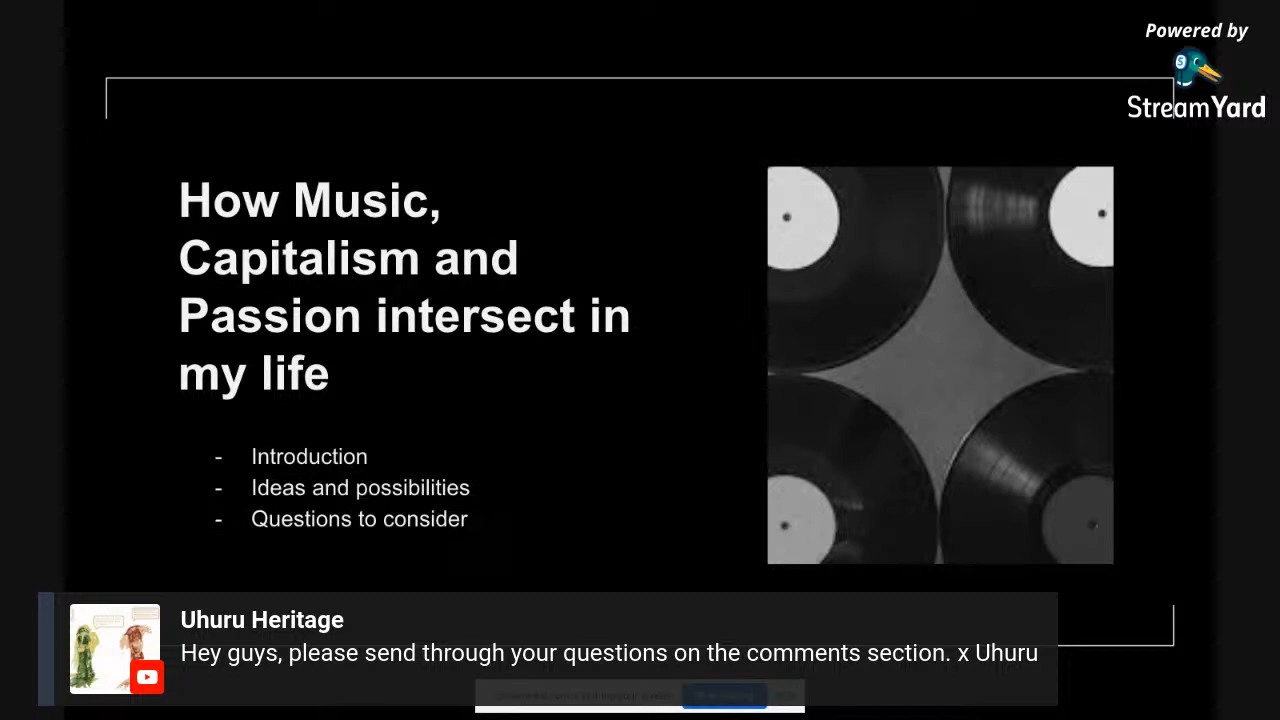 Powered by
StreamYard
How Music,
Capitalism and
Passion intersect in
my life
- Introduction
- Ideas and possibilities
- Questions to consider
Uhuru Heritage
Hey guys, please send through your questions on the comments section. x Uhuru